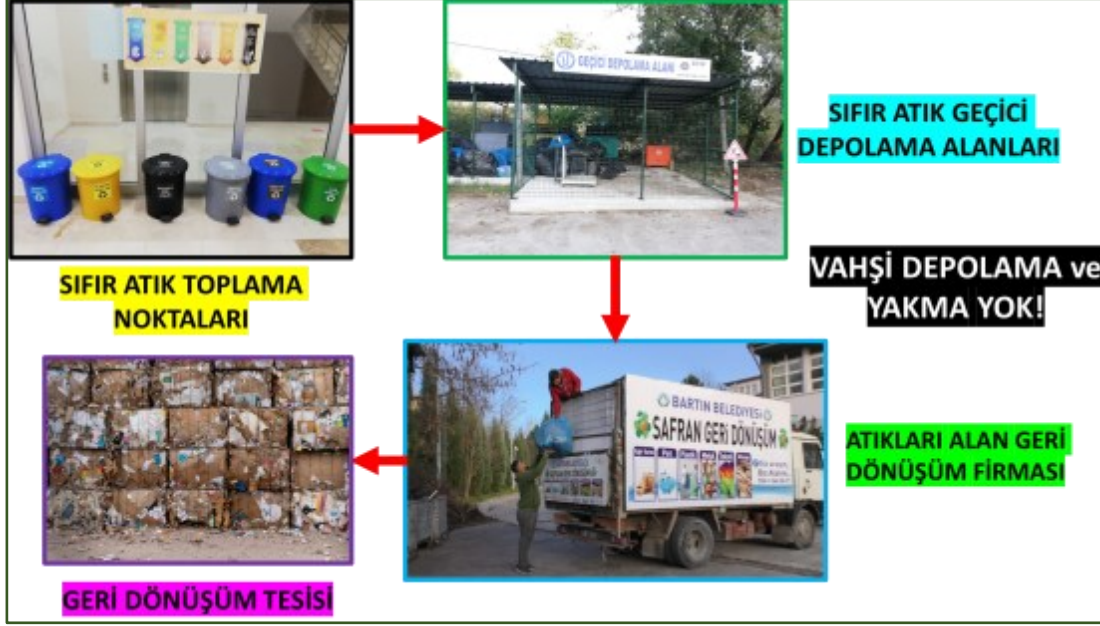 GEÇİCİ DEPOLAMA ALANI
SIFIR ATIK GEÇİCİ
DEPOLAMA ALANLARI
SIFIR ATIK TOPLAMA
NOKTALARI
VAHŞİ DEPOLAMA ve
YAKMA YOK!
BARTIN BELEDİYESİ
SAFRAN GERİ DÖNÜŞÜM
ATIKLARI ALAN GERİ
DÖNÜŞÜM FİRMASI
GERİ DÖNÜŞÜM TESİSİ